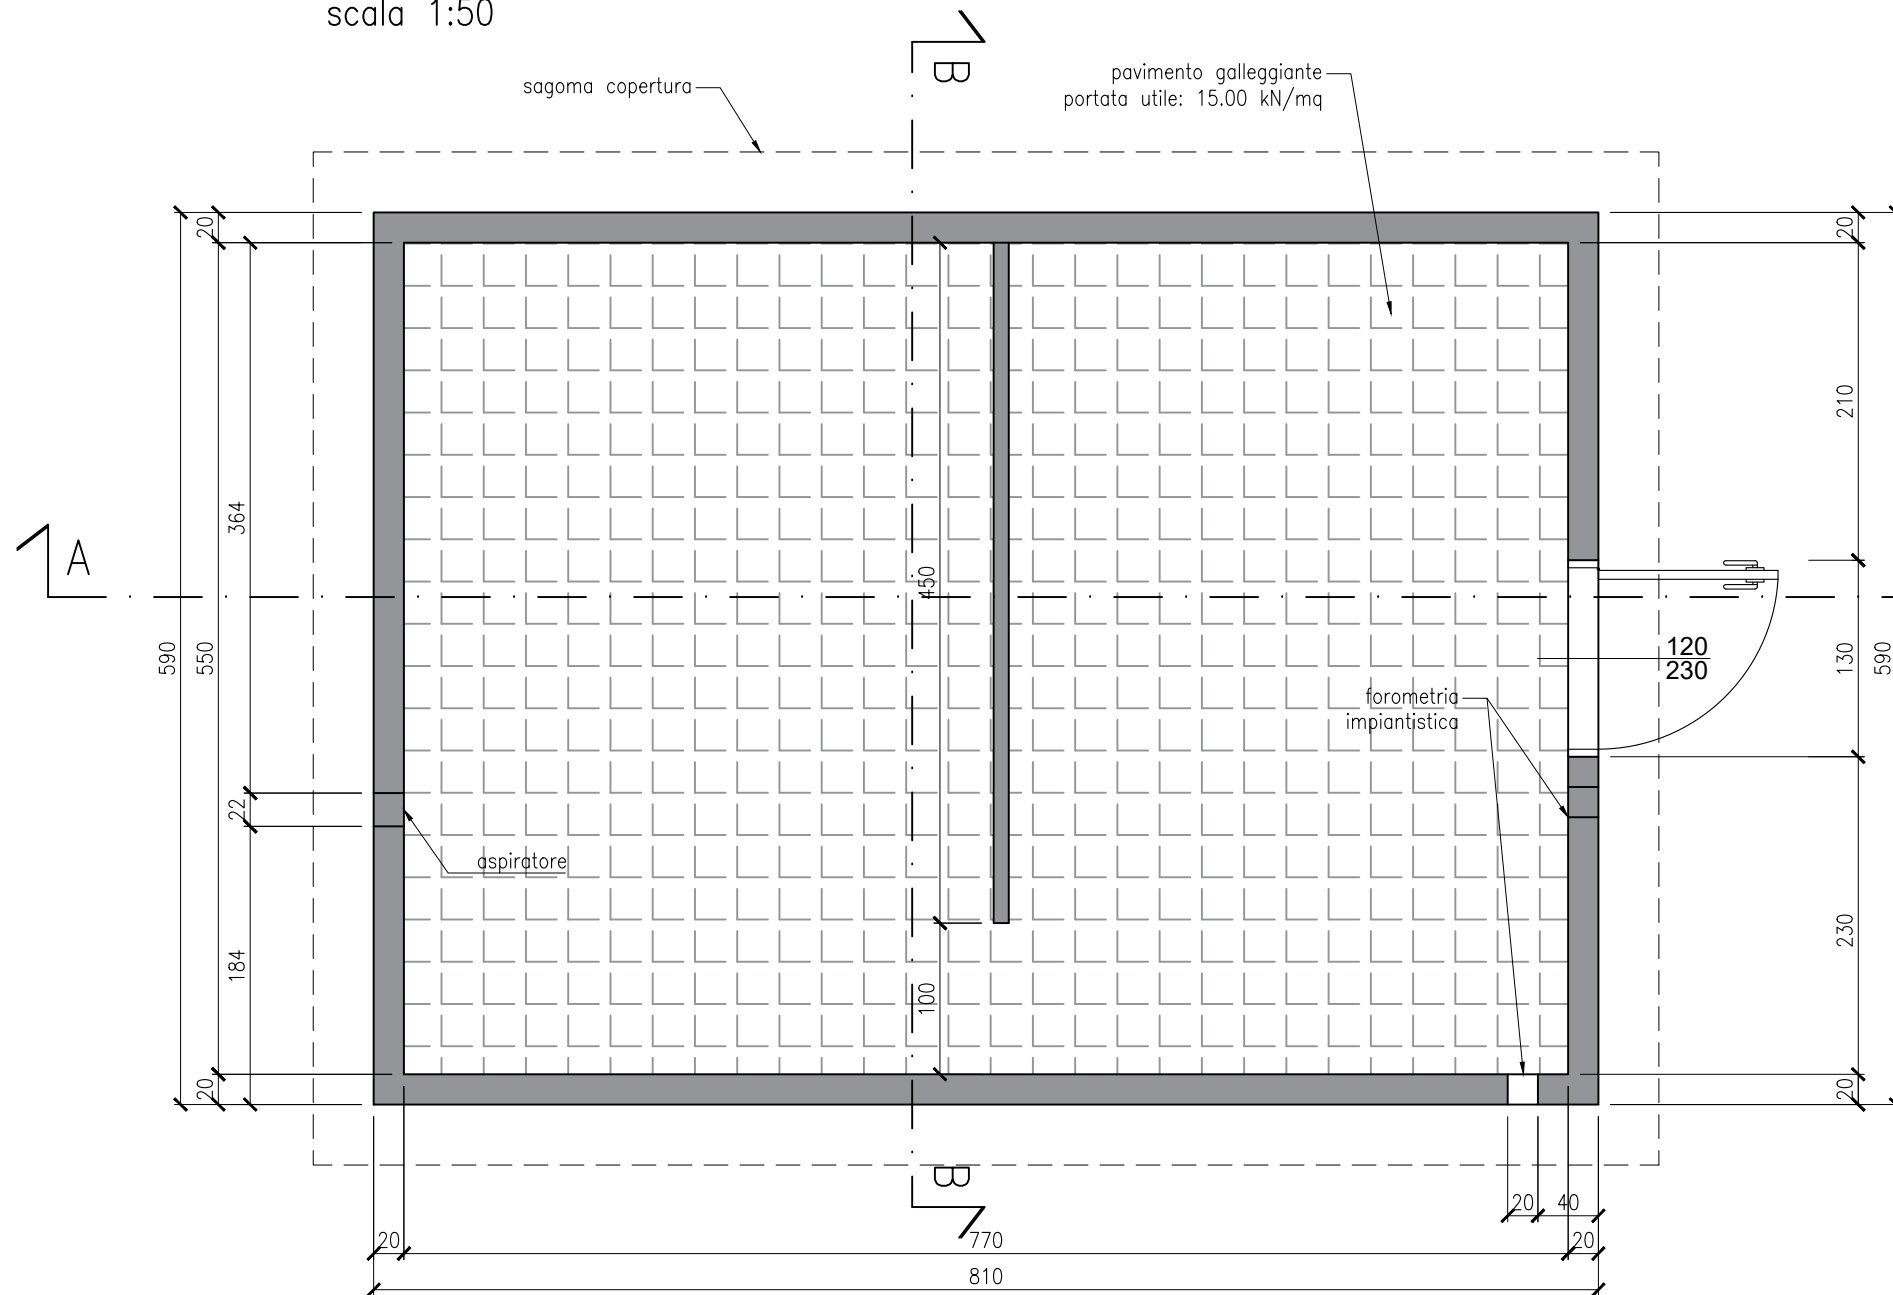 scala 1:50
B
sagoma copertura
pavimento galleggiante
portata utile: 15.00 kN/mq
20
20
210
364
A
450
590
550
120
230
130
590
forometria
impiantistica
22
aspiratore
184
230
100
20
20
B
20
40
20
770
20
810